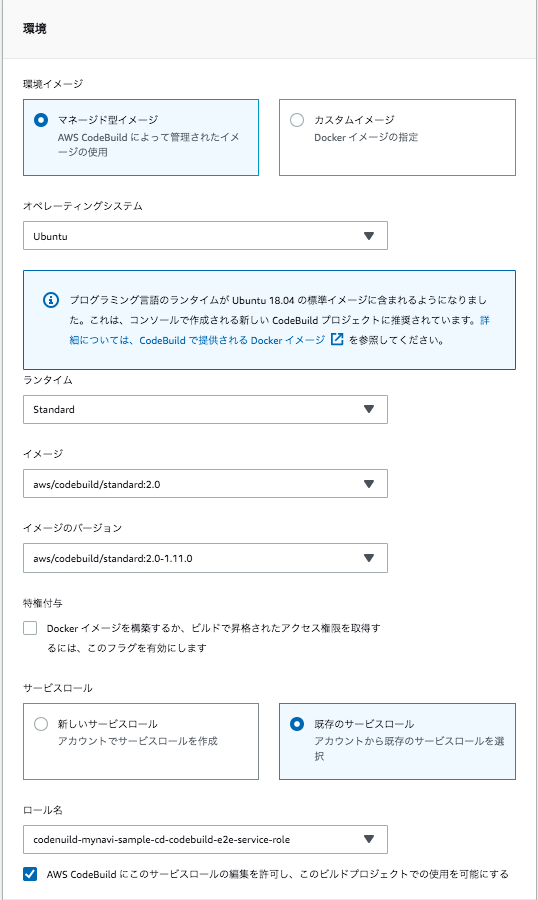 環境
環境イメージ
マネージド型イメージ
AWS CodeBuild によって管理されたイメ
ージの使用
カスタムイメージ
Docker イメージの指定
オペレーティングシステム
Ubuntu
プログラミング言語のランタイムが Ubuntu 18.04 の標準イメージに含まれるようになりまし
た。これは、コンソールで作成される新しい CodeBuild プロジェクトに推奨されています。詳
細については、CodeBuild で提供される Docker イメージ を参照してください。
ランタイム
Standard
イメージ
aws/codebuild/standard:2.0
イメージのバージョン
aws/codebuild/standard:2.0-1.11.0
特権付与
Docker イメージを構築するか、ビルドで昇格されたアクセス権限を取得す
るには、このフラグを有効にします
サービスロール
新しいサービスロール
アカウントでサービスロールを作成
既存のサービスロール
アカウントから既存のサービスロールを選
択
ロール名
codenuild-mynavi-sample-cd-codebuild-e2e-service-role
AWS CodeBuild にこのサービスロールの編集を許可し、このビルドプロジェクトでの使用を可能にする